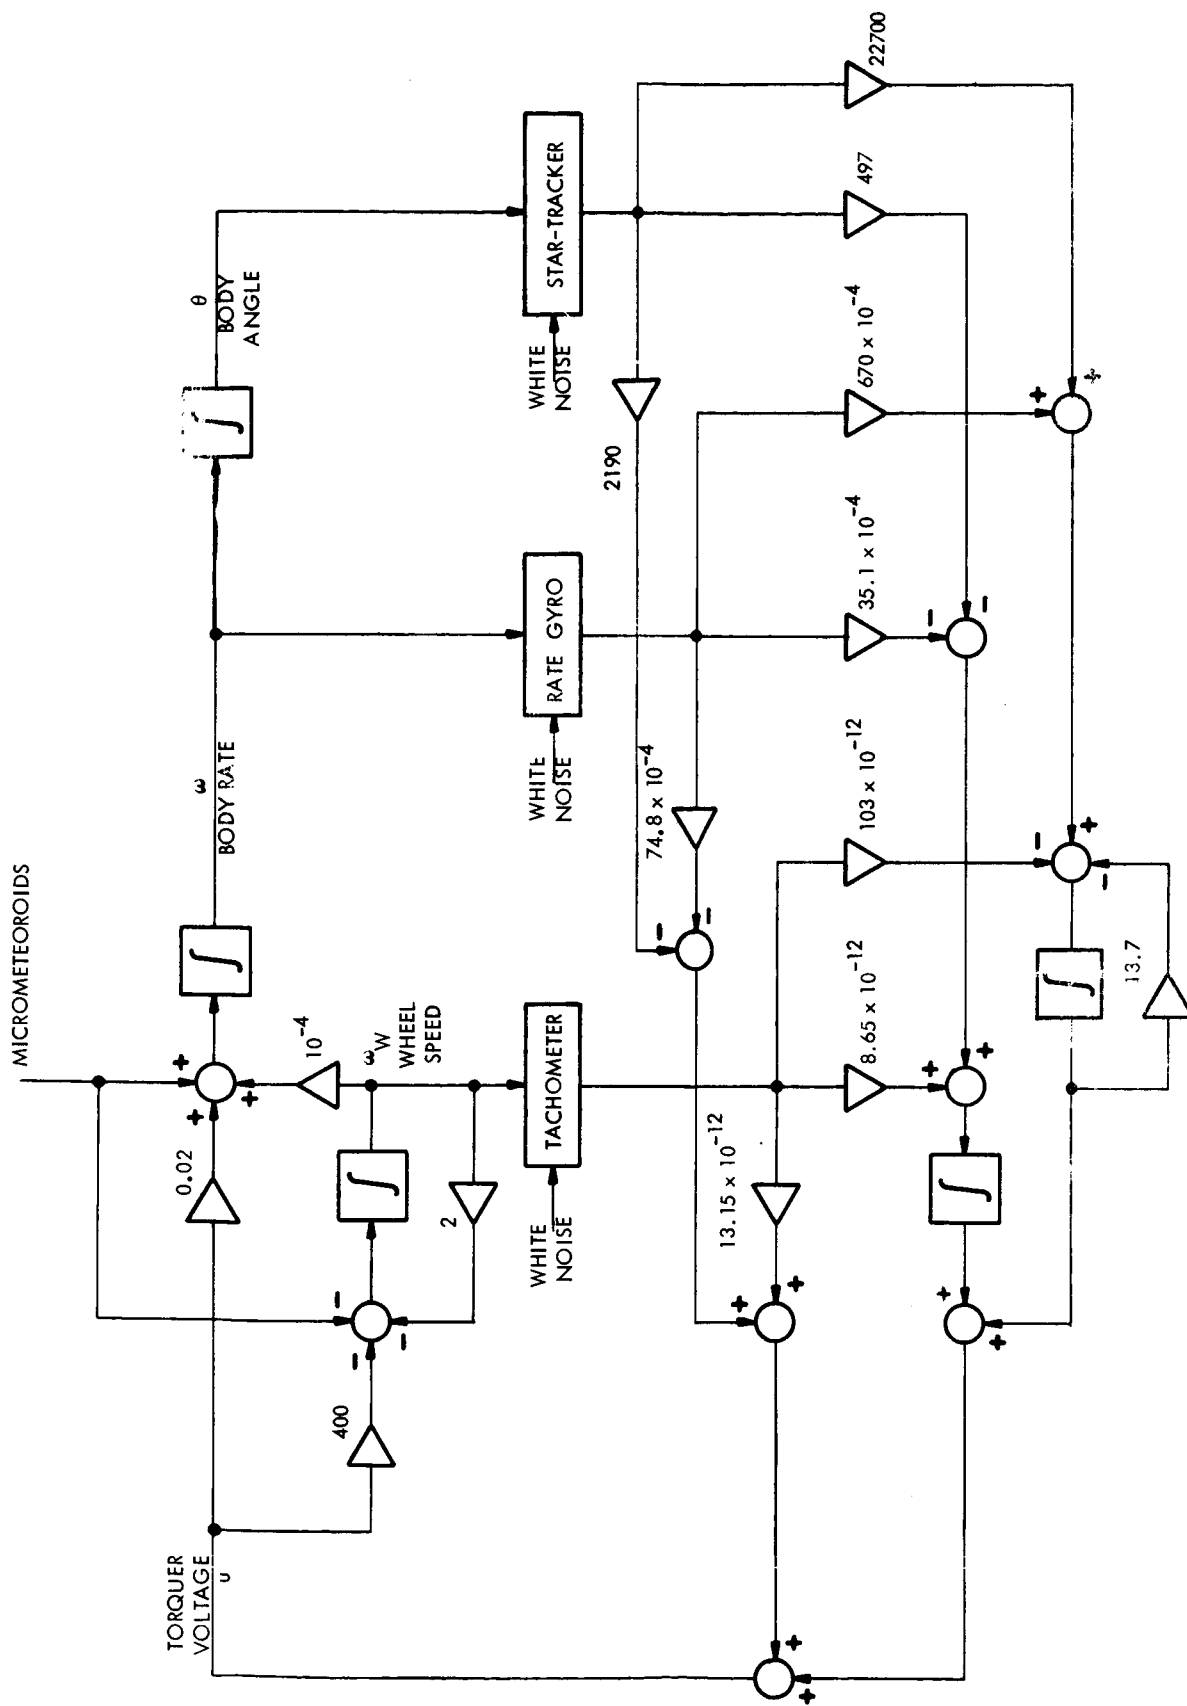 MICROMETEOROIDS
TORQUER
VOLTAGE
υ
0.02
400
10⁻⁴
ω W
WHEEL
SPEED
2
ω
BODY RATE
θ
BODY
ANGLE
WHITE
NOISE
TACHOMETER
WHITE
NOISE
RATE GYRO
WHITE
NOISE
STAR-TRACKER
2190
74.8 × 10⁻⁴
13.15 × 10⁻¹²
8.65 × 10⁻¹²
103 × 10⁻¹²
35.1 × 10⁻⁴
670 × 10⁻⁴
497
22700
13.7